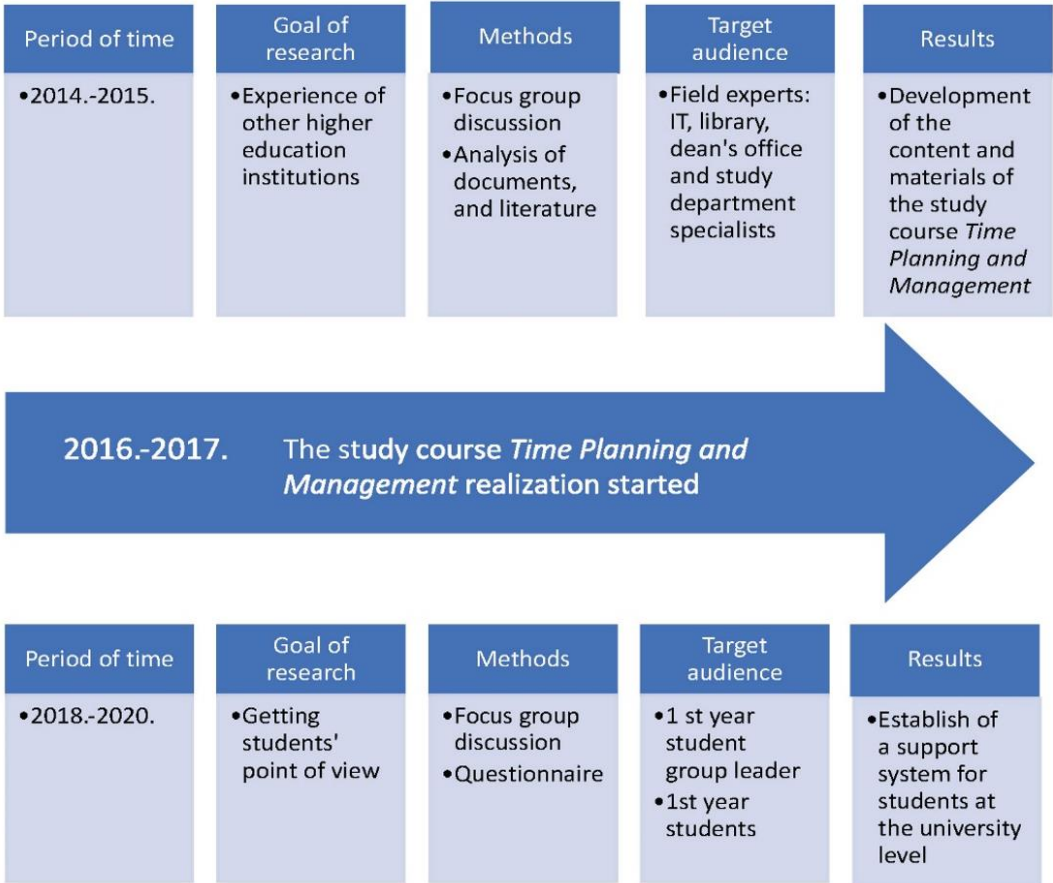 Period of time
Goal of
research
Methods
Target
audience
Results
•2014.-2015.
•Experience of
other higher
education
institutions
•Focus group
discussion
•Analysis of
documents,
and literature
•Field experts:
IT, library,
dean's office
and study
department
specialists
•Development
of the
content and
materials of
the study
course Time
Planning and
Management
2016.-2017.
The study course Time Planning and
Management realization started
Period of time
Goal of
research
Methods
Target
audience
Results
•2018.-2020.
•Getting
students'
point of view
•Focus group
discussion
•Questionnaire
•1 st year
student
group leader
•1st year
students
•Establish of
a support
system for
students at
the university
level